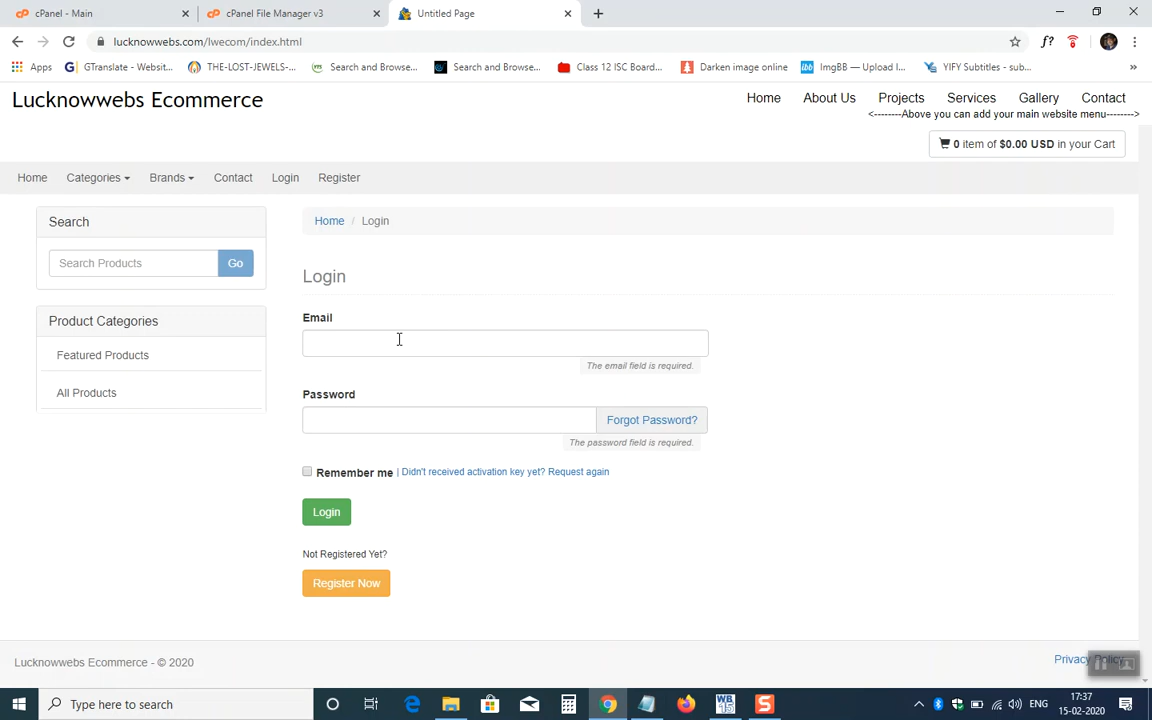 cPanel - Main
cPanel File Manager v3
Untitled Page
lucknowwebs.com/lwecom/index.html
f?
Apps
GTranslate - Websit...
THE-LOST-JEWELS-...
Search and Browse...
Search and Browse...
Class 12 ISC Board...
Darken image online
ImgBB — Upload I...
YIFY Subtitles - sub...
Lucknowwebs Ecommerce
Home About Us Projects Services Gallery Contact
<--------Above you can add your main website menu-------->
0 item of $0.00 USD in your Cart
Home Categories Brands Contact Login Register
Search
Search Products
Go
Product Categories
Featured Products
All Products
Home / Login
Login
Email
The email field is required.
Password
Forgot Password?
The password field is required.
Remember me | Didn't received activation key yet? Request again
Login
Not Registered Yet?
Register Now
Lucknowwebs Ecommerce - © 2020
Privacy Policy
Type here to search
WB
15
S
ENG
17:37
15-02-2020